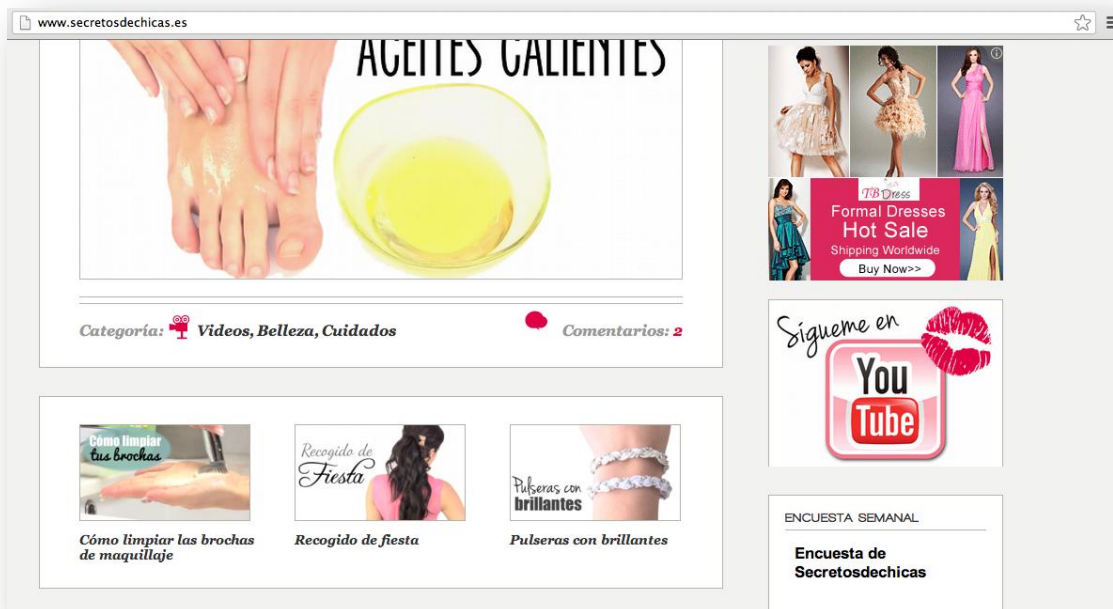 www.secretosdechicas.es
ACEITES CALIENTES
Categoría: Videos, Belleza, Cuidados
Comentarios: 2
Cómo limpiar
tus brochas
Cómo limpiar las brochas
de maquillaje
Recogido de
Fiesta
Recogido de fiesta
Pulseras con
brillantes
Pulseras con brillantes
TB Dress
Formal Dresses
Hot Sale
Shipping Worldwide
Buy Now>>
Sígueme en
You
Tube
ENCUESTA SEMANAL
Encuesta de
Secretosdechicas